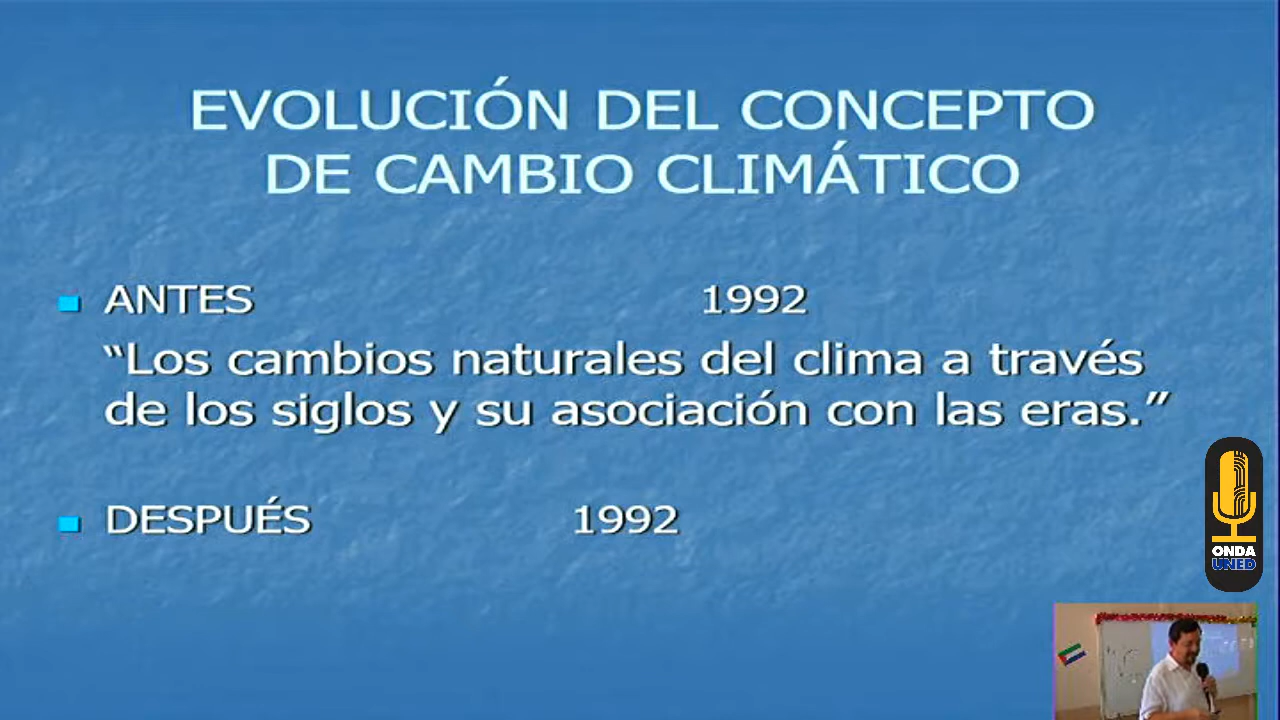 EVOLUCIÓN DEL CONCEPTO
DE CAMBIO CLIMÁTICO
ANTES 1992
“Los cambios naturales del clima a través
de los siglos y su asociación con las eras.”
DESPUÉS 1992
ONDA
UNED